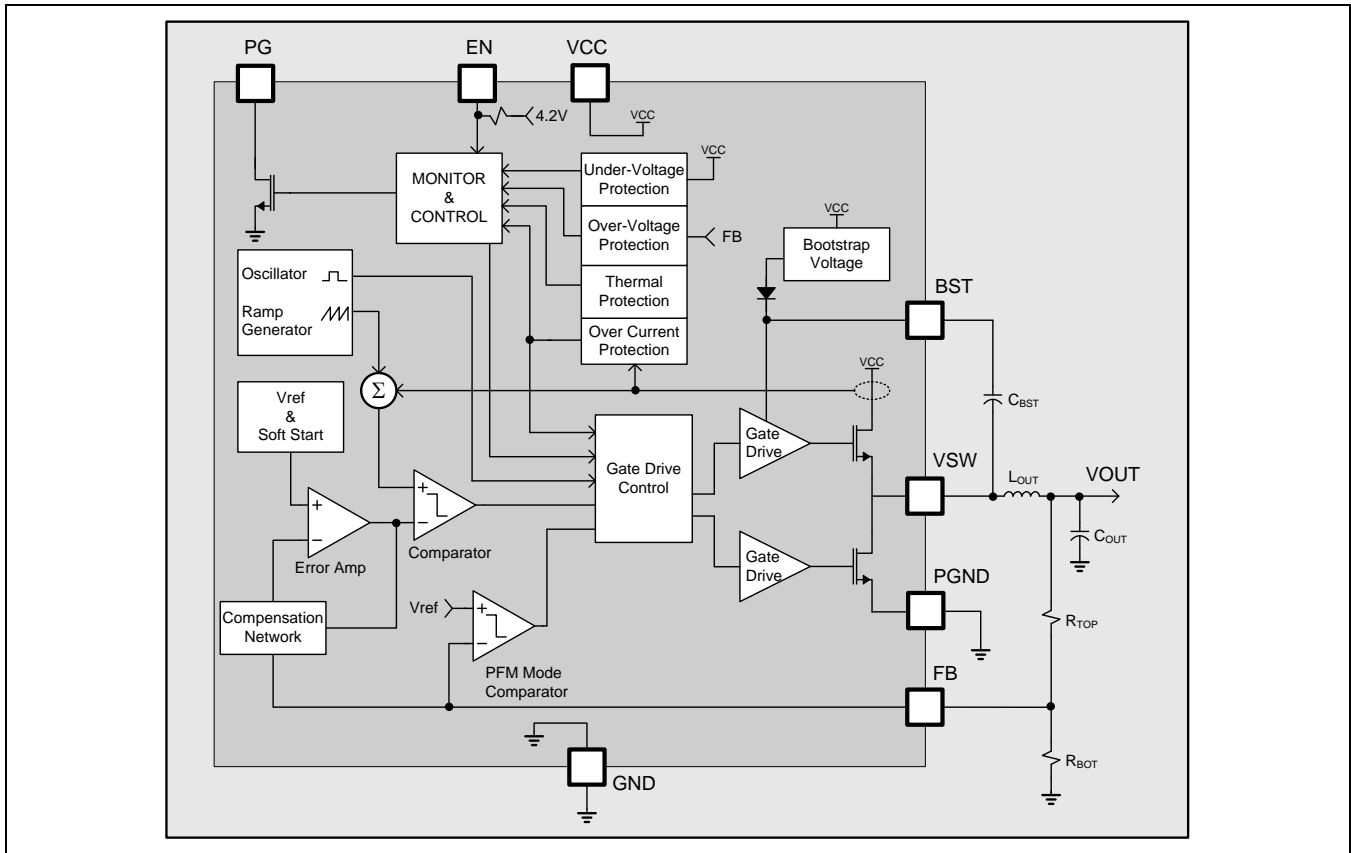 PG
EN
VCC
4.2V
VCC
MONITOR
&
CONTROL
Under-Voltage
Protection
VCC
Over-Voltage
Protection
FB
Thermal
Protection
Over Current
Protection
VCC
Bootstrap
Voltage
BST
Oscillator
Ramp
Generator
Σ
VCC
CBST
Vref
&
Soft Start
Gate Drive
Control
Gate
Drive
VSW
LOUT
VOUT
COUT
+
−
Error Amp
+
−
Comparator
Gate
Drive
PGND
RTOP
Compensation
Network
Vref
+
−
PFM Mode
Comparator
FB
RBOT
GND